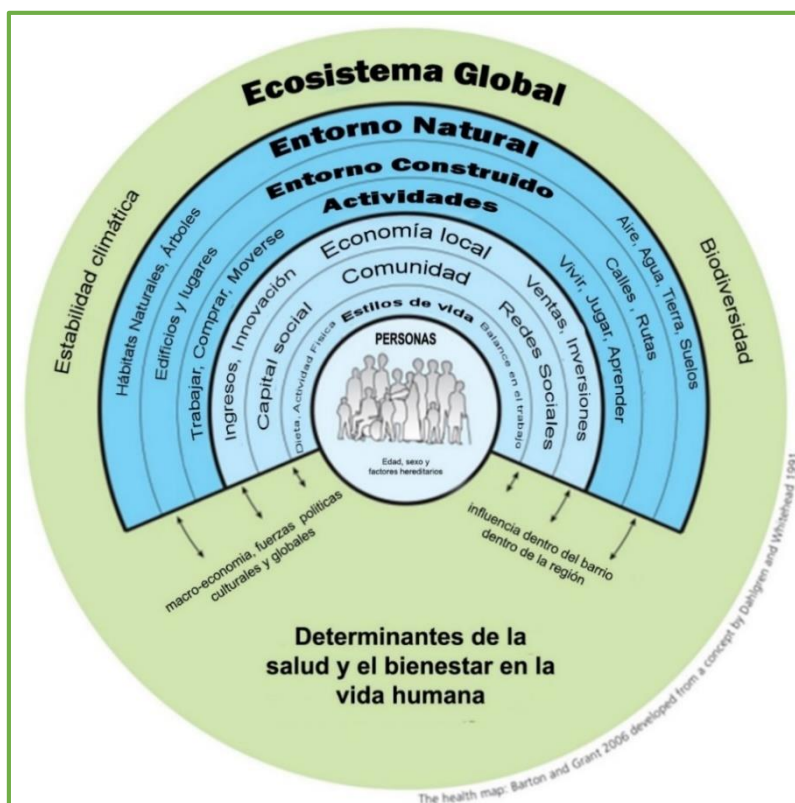 Ecosistema Global
Estabilidad climática
Biodiversidad
Entorno Natural
Hábitats Naturales, Árboles
Aire, Agua, Tierra, Suelos
Entorno Construido
Edificios y lugares
Calles , Rutas
Actividades
Trabajar, Comprar, Moverse
Vivir, Jugar, Aprender
Economía local
Ingresos, Innovación
Ventas, Inversiones
Comunidad
Capital social
Redes Sociales
Estilos de vida
Dieta, Actividad Física
Balance en el trabajo
PERSONAS
Edad, sexo y
factores hereditarios
macro-economia, fuerzas politicas
culturales y globales
influencia dentro del barrio
dentro de la región
Determinantes de la
salud y el bienestar en la
vida humana
The health map: Barton and Grant 2006 developed from a concept by Dahlgren and Whitehead 1991